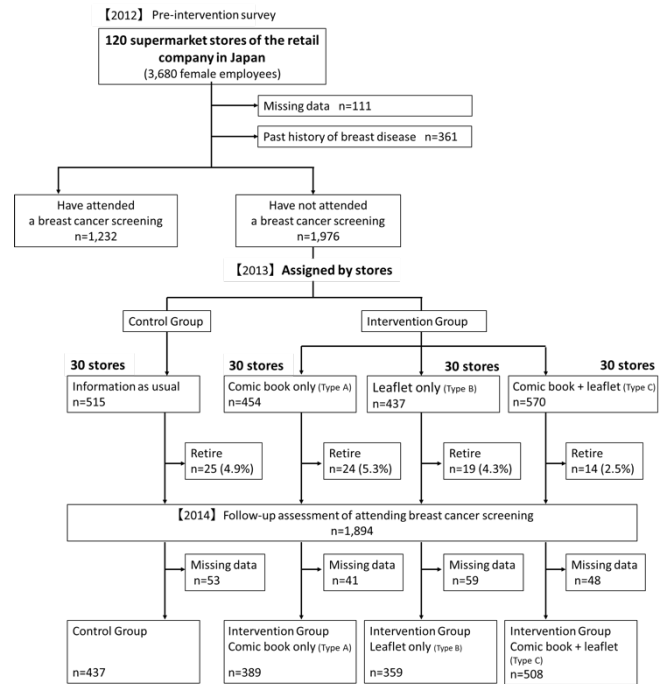 【2012】 Pre-intervention survey
120 supermarket stores of the retail
company in Japan
(3,680 female employees)
Missing data n=111
Past history of breast disease n=361
Have attended
a breast cancer screening
n=1,232
Have not attended
a breast cancer screening
n=1,976
【2013】 Assigned by stores
Control Group
Intervention Group
30 stores
30 stores
30 stores
30 stores
Information as usual
n=515
Comic book only (Type A)
n=454
Leaflet only (Type B)
n=437
Comic book + leaflet (Type C)
n=570
Retire
n=25 (4.9%)
Retire
n=24 (5.3%)
Retire
n=19 (4.3%)
Retire
n=14 (2.5%)
【2014】 Follow-up assessment of attending breast cancer screening
n=1,894
Missing data
n=53
Missing data
n=41
Missing data
n=59
Missing data
n=48
Control Group
n=437
Intervention Group
Comic book only (Type A)
n=389
Intervention Group
Leaflet only (Type B)
n=359
Intervention Group
Comic book + leaflet
(Type C)
n=508